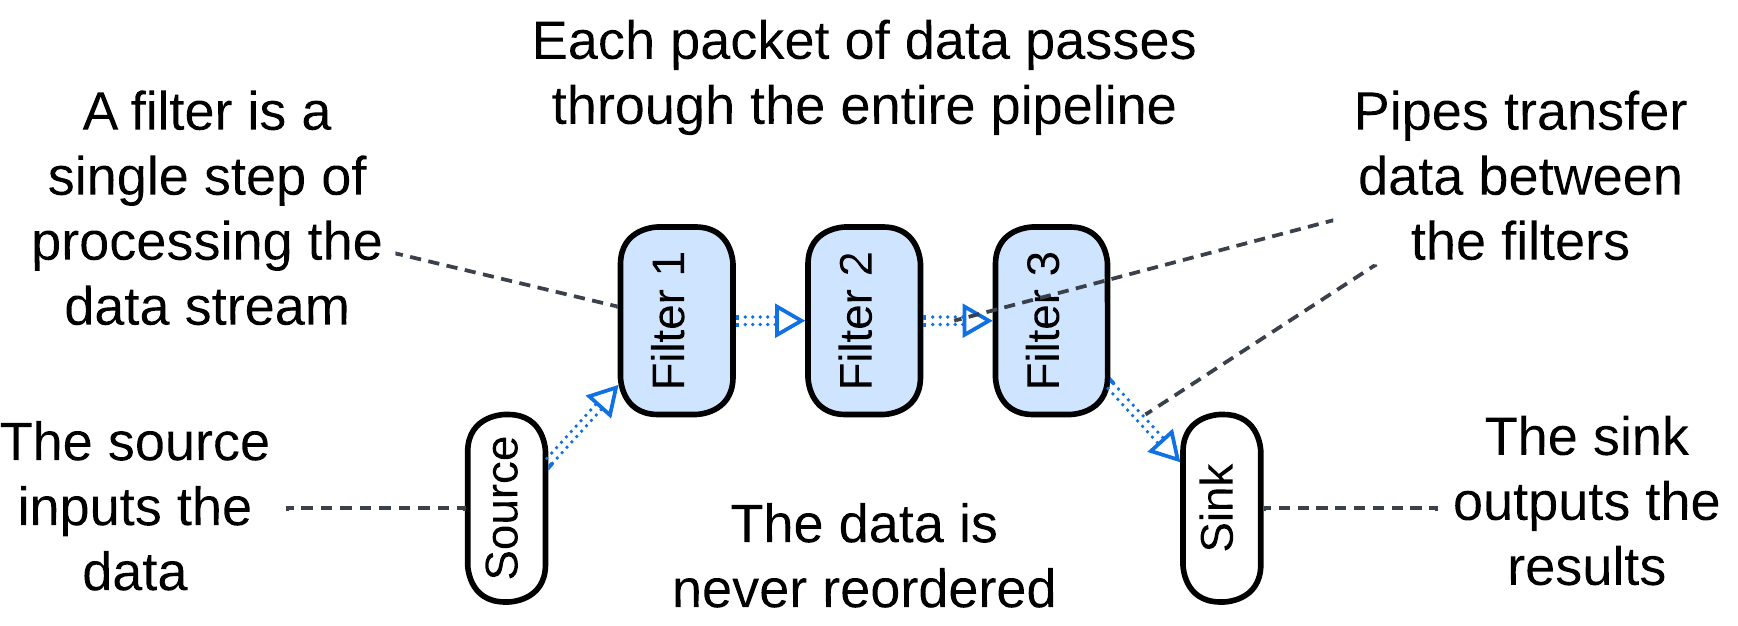 Each packet of data passes
through the entire pipeline
A filter is a
single step of
processing the
data stream
Pipes transfer
data between
the filters
Filter 1
Filter 2
Filter 3
The source
inputs the
data
Source
The data is
never reordered
Sink
The sink
outputs the
results